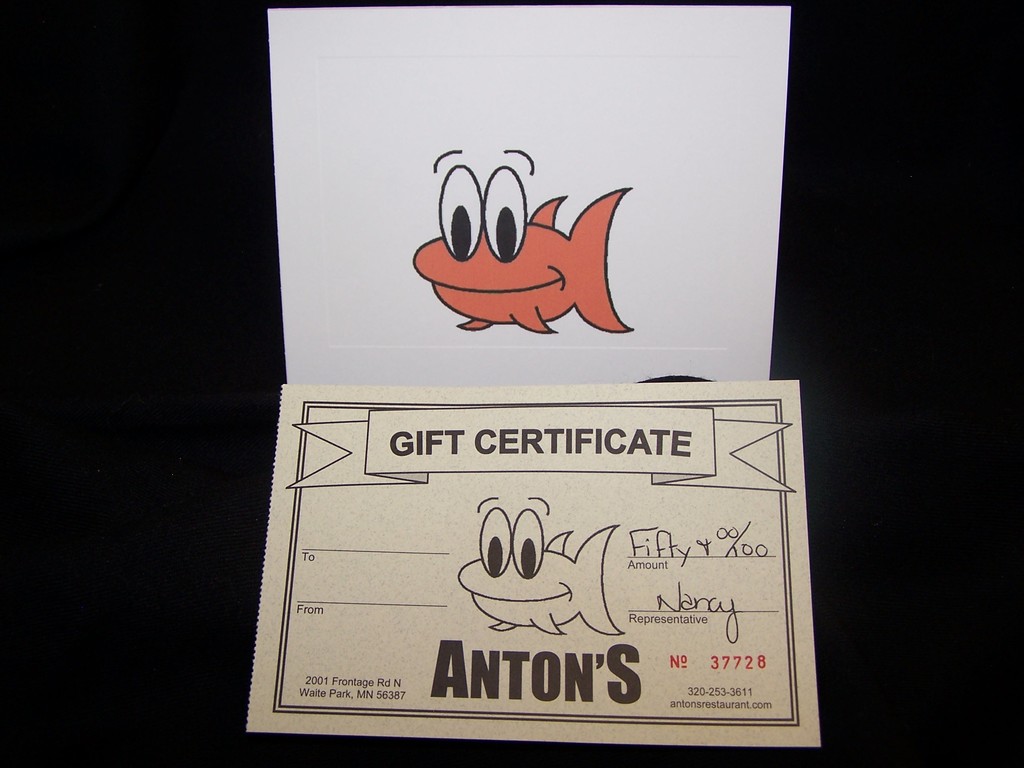 GIFT CERTIFICATE
To
From
Fifty & 00/100
Amount
Nancy
Representative
ANTON'S
Nº 37728
2001 Frontage Rd N
Waite Park, MN 56387
320-253-3611
antonsrestaurant.com